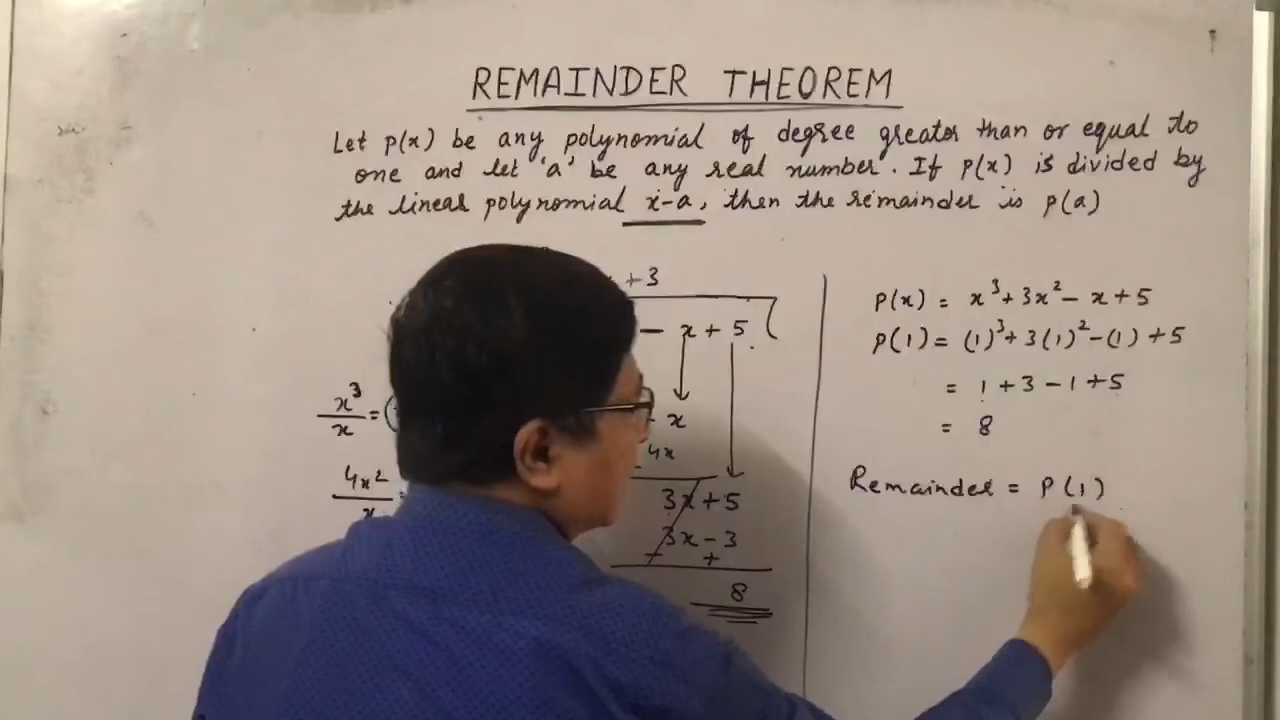 REMAINDER THEOREM
Let p(x) be any polynomial of degree greater than or equal to
one and let 'a' be any real number. If p(x) is divided by
the linear polynomial x-a, then the remainder is p(a)
+3
- x + 5
x³/x =
- x
4x
4x²/x
3x + 5
3x - 3
- +
8
P(x) = x³ + 3x² - x + 5
P(1) = (1)³ + 3(1)² - (1) + 5
= 1 + 3 - 1 + 5
= 8
Remainder = P(1)